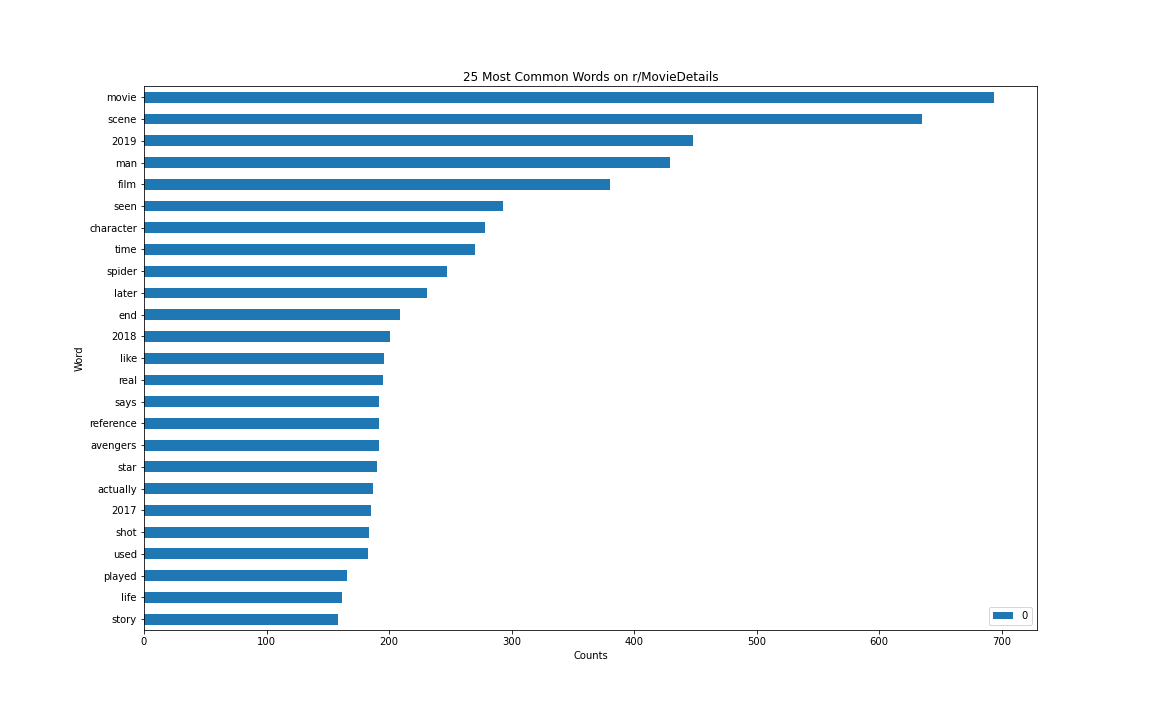 25 Most Common Words on r/MovieDetails
movie
scene
2019
man
film
seen
character
time
spider
later
end
2018
like
real
says
reference
avengers
star
actually
2017
shot
used
played
life
story
Word
0
0 100 200 300 400 500 600 700
Counts